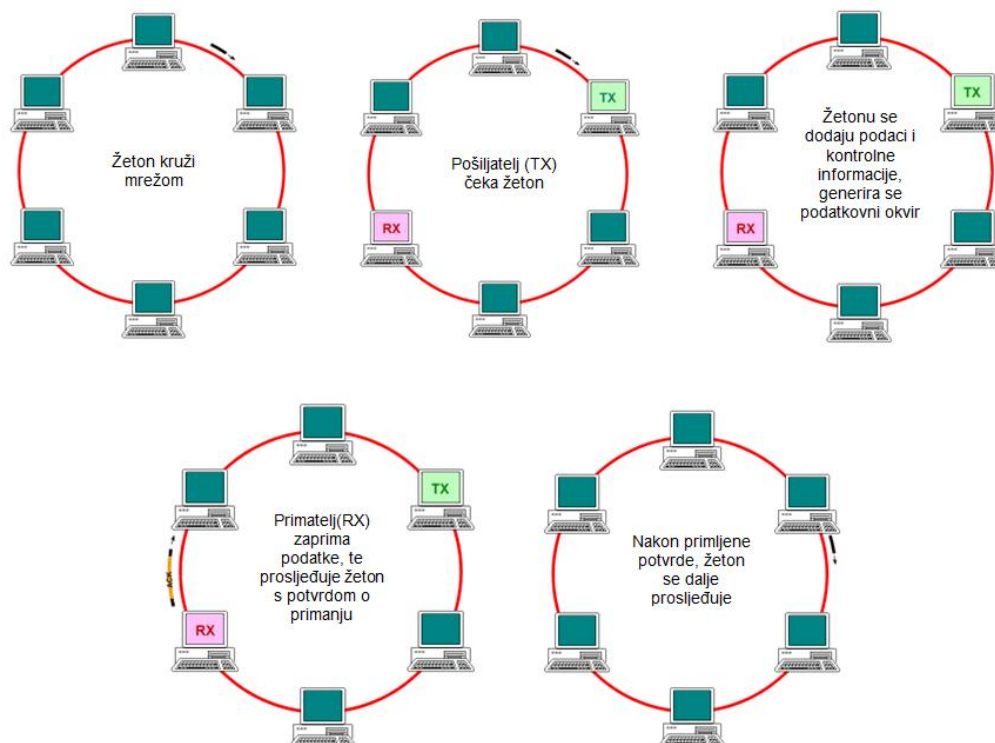 Žeton kruži
mrežom
TX
RX
Pošiljatelj (TX)
čeka žeton
TX
RX
Žetonu se
dodaju podaci i
kontrolne
informacije,
generira se
podatkovni okvir
TX
RX
ACK
Primatelj(RX)
zaprima
podatke, te
prosljeđuje žeton
s potvrdom o
primanju
Nakon primljene
potvrde, žeton
se dalje
prosljeđuje